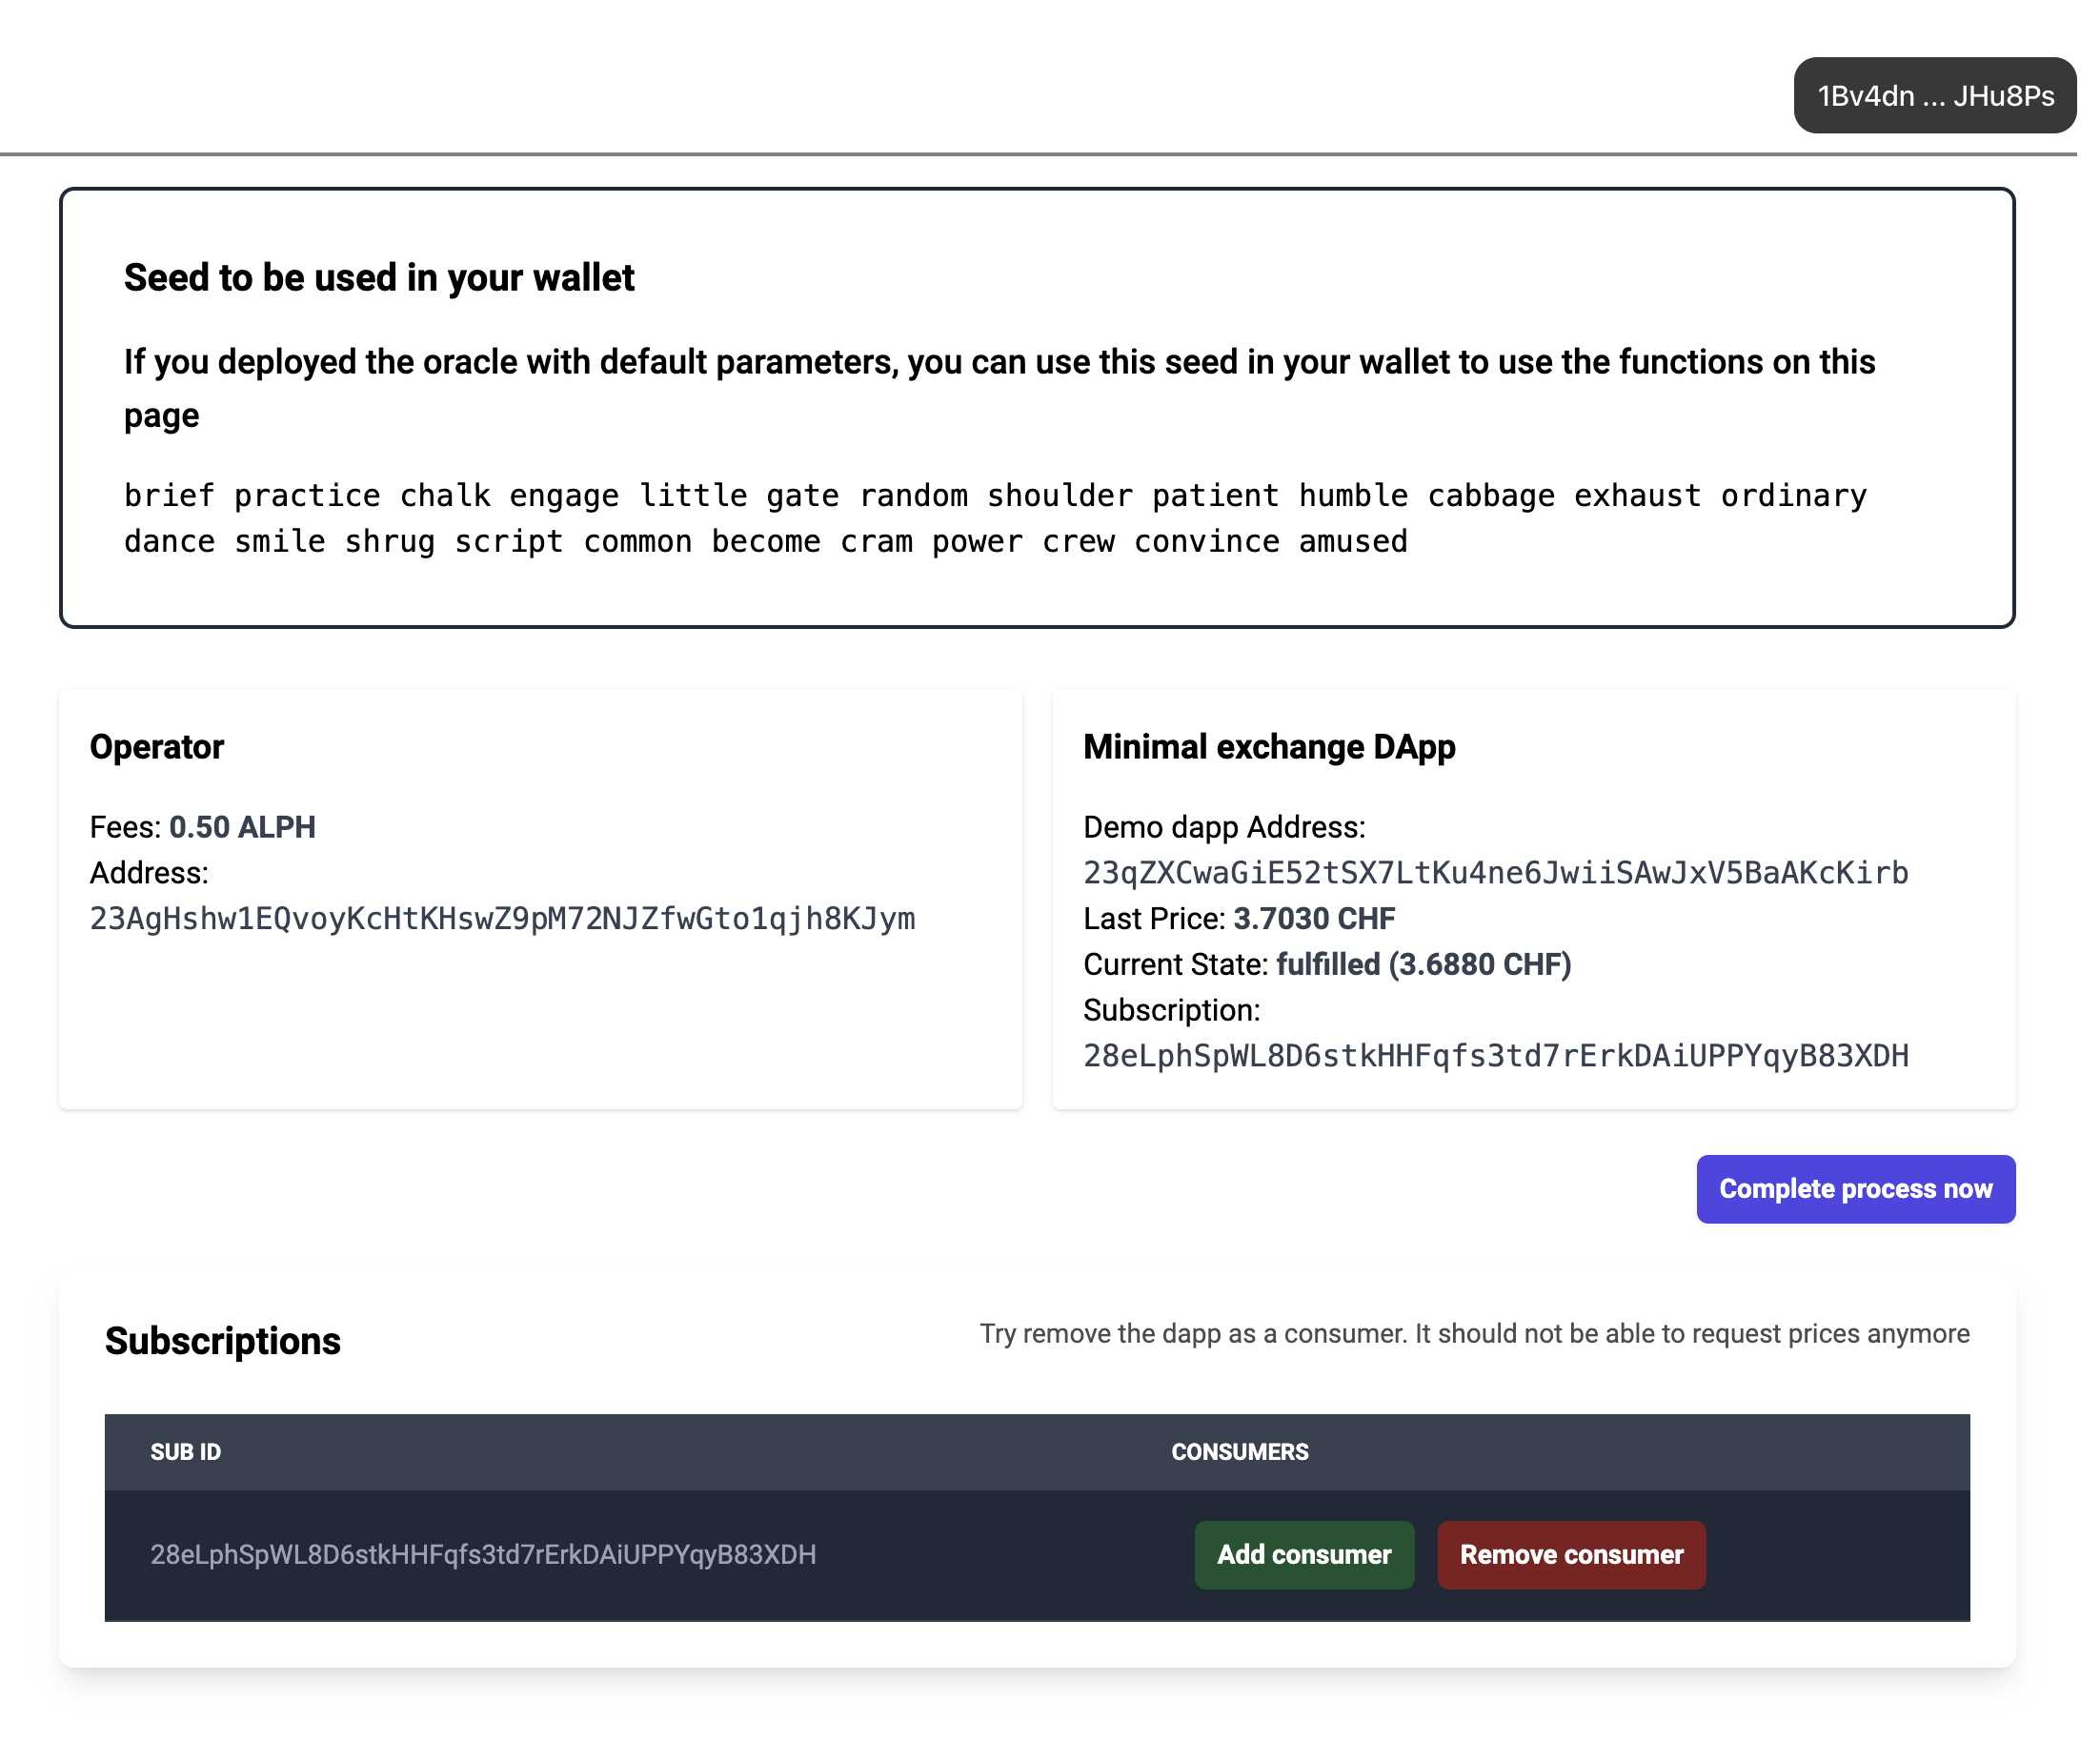 1Bv4dn ... JHu8Ps
Seed to be used in your wallet
If you deployed the oracle with default parameters, you can use this seed in your wallet to use the functions on this
page
brief practice chalk engage little gate random shoulder patient humble cabbage exhaust ordinary
dance smile shrug script common become cram power crew convince amused
Operator
Fees: 0.50 ALPH
Address:
23AgHshw1EQvoyKcHtKHswZ9pM72NJZfwGto1qjh8KJym
Minimal exchange DApp
Demo dapp Address:
23qZXCwaGiE52tSX7LtKu4ne6JwiiSAwJxV5BaAKcKirb
Last Price: 3.7030 CHF
Current State: fulfilled (3.6880 CHF)
Subscription:
28eLphSpWL8D6stkHHFqfs3td7rErkDAiUPPYqyB83XDH
Complete process now
Subscriptions
Try remove the dapp as a consumer. It should not be able to request prices anymore
SUB ID CONSUMERS
28eLphSpWL8D6stkHHFqfs3td7rErkDAiUPPYqyB83XDH Add consumer Remove consumer